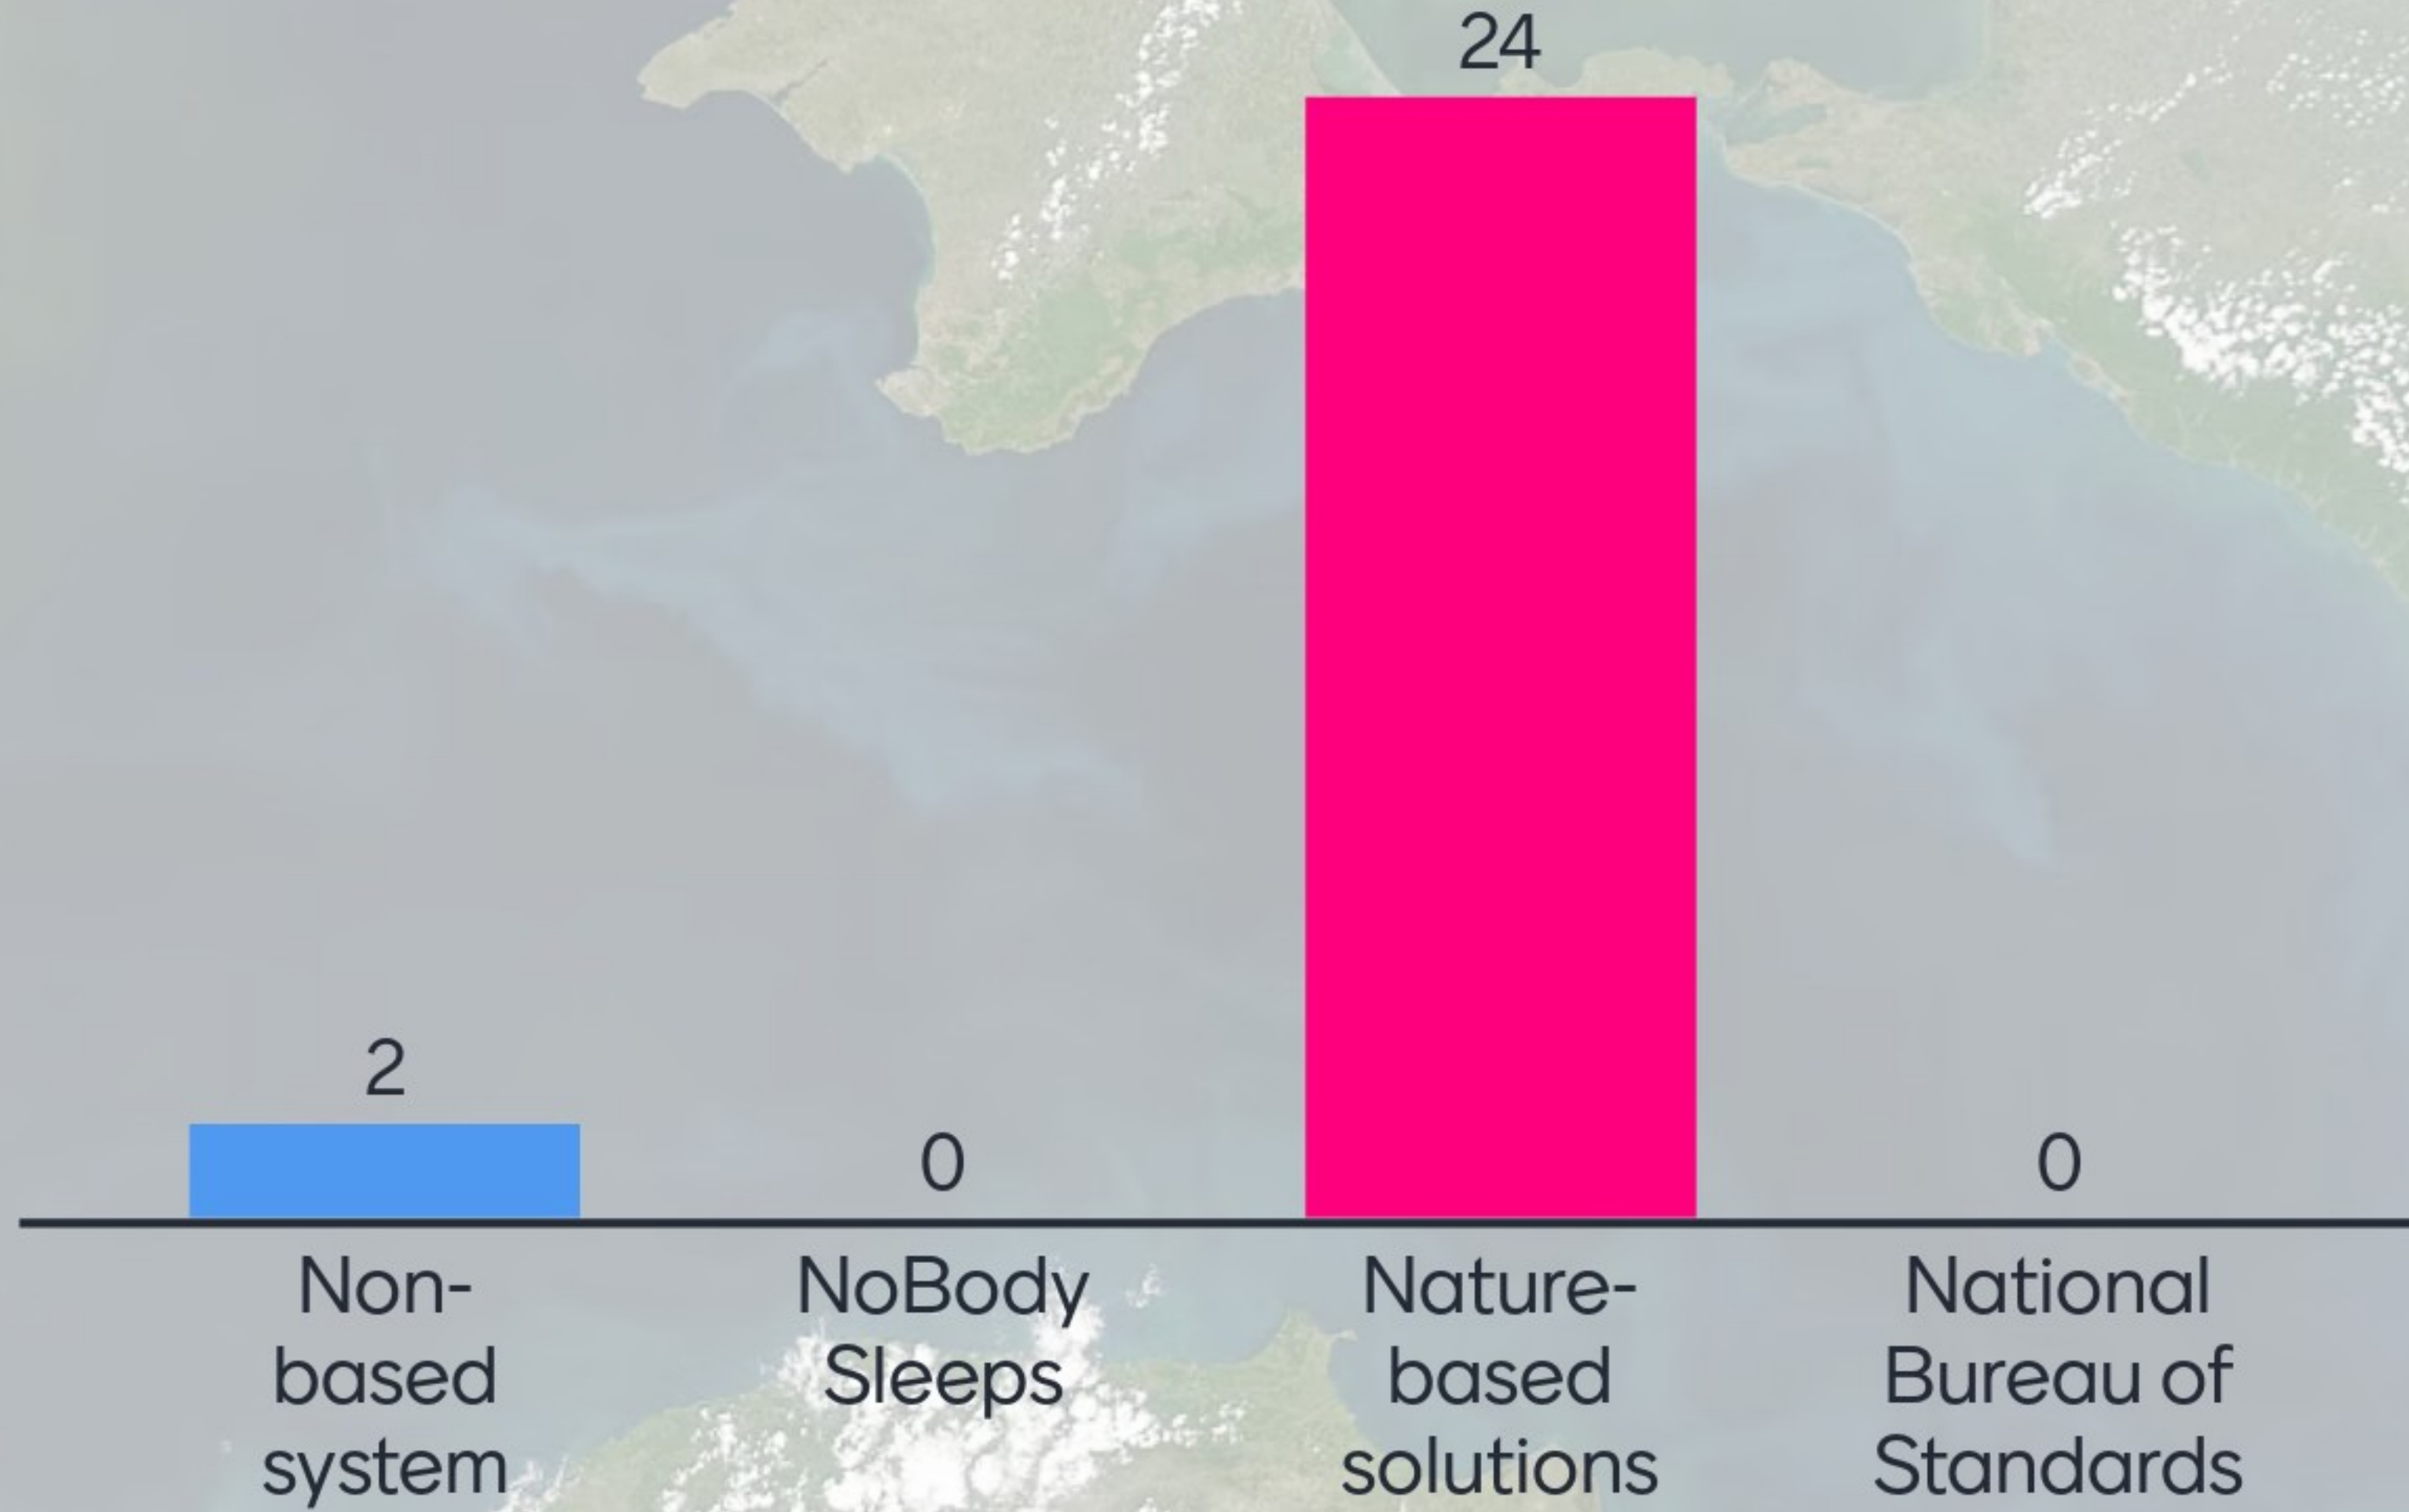 24
2
0
0
Non-
based
system
NoBody
Sleeps
Nature-
based
solutions
National
Bureau of
Standards